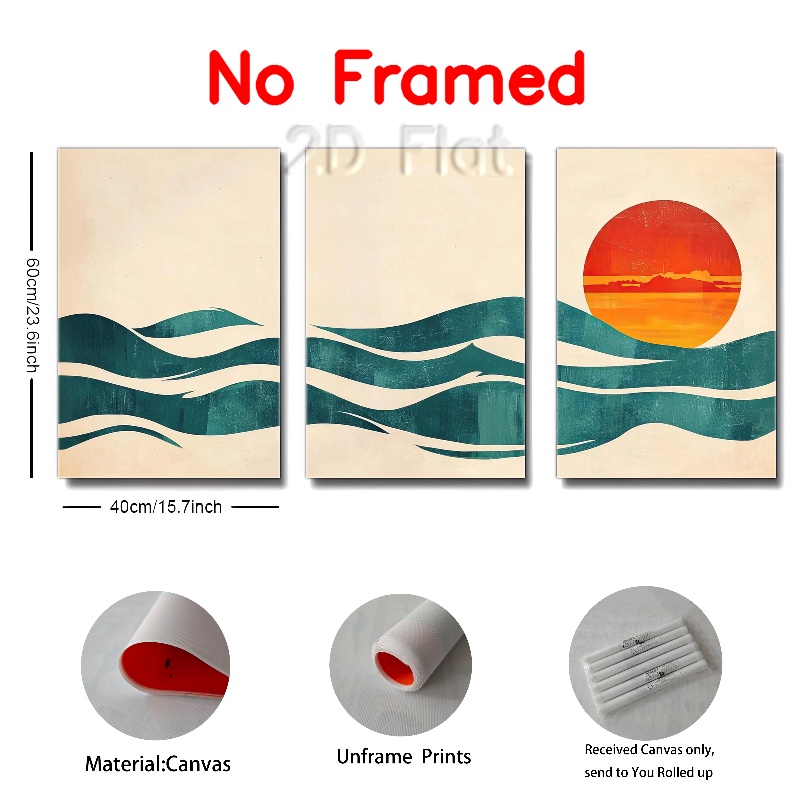 No Framed
2D Flat
60cm/23.6inch
40cm/15.7inch
Material:Canvas
Unframe Prints
Received Canvas only,
send to You Rolled up